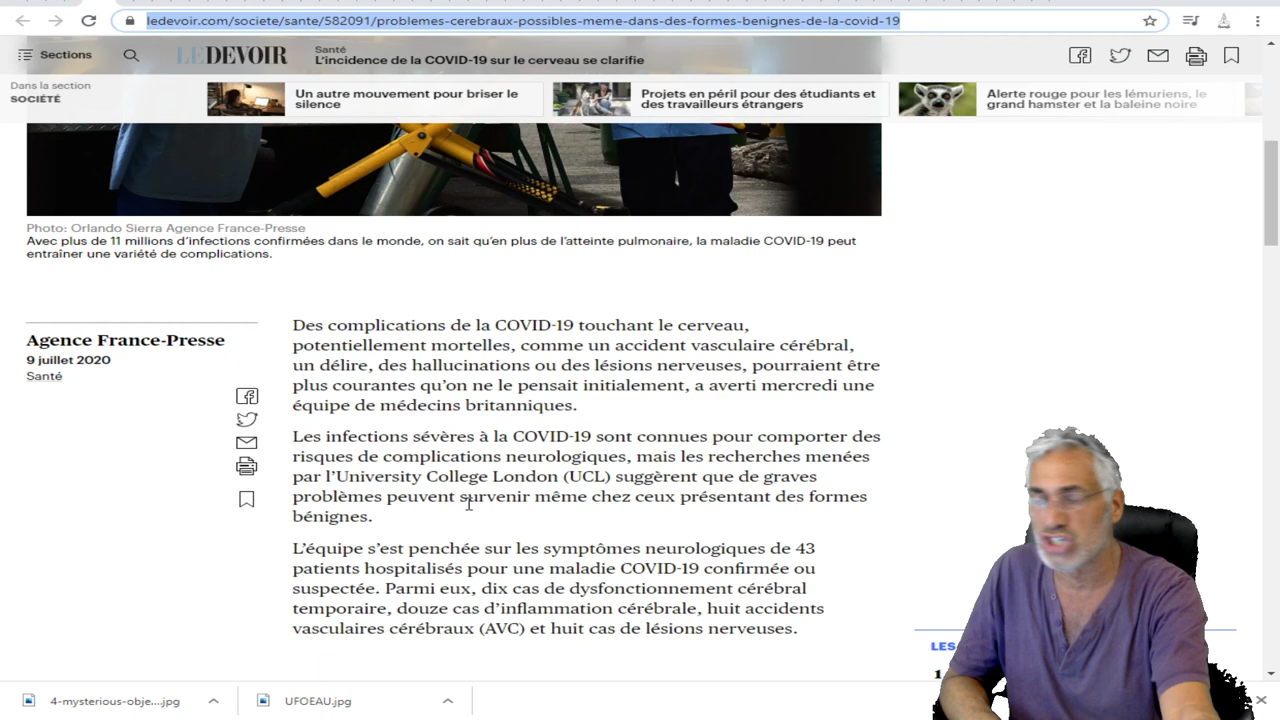 ledevoir.com/societe/sante/582091/problemes-cerebraux-possibles-meme-dans-des-formes-benignes-de-la-covid-19
Sections
LE DEVOIR
Santé
L'incidence de la COVID-19 sur le cerveau se clarifie
Dans la section
SOCIÉTÉ
Un autre mouvement pour briser le
silence
Projets en péril pour des étudiants et
des travailleurs étrangers
Alerte rouge pour les lémuriens, le
grand hamster et la baleine noire
Photo: Orlando Sierra Agence France-Presse
Avec plus de 11 millions d'infections confirmées dans le monde, on sait qu'en plus de l'atteinte pulmonaire, la maladie COVID-19 peut
entraîner une variété de complications.
Agence France-Presse
9 juillet 2020
Santé
Des complications de la COVID-19 touchant le cerveau,
potentiellement mortelles, comme un accident vasculaire cérébral,
un délire, des hallucinations ou des lésions nerveuses, pourraient être
plus courantes qu'on ne le pensait initialement, a averti mercredi une
équipe de médecins britanniques.
Les infections sévères à la COVID-19 sont connues pour comporter des
risques de complications neurologiques, mais les recherches menées
par l'University College London (UCL) suggèrent que de graves
problèmes peuvent survenir même chez ceux présentant des formes
bénignes.
L'équipe s'est penchée sur les symptômes neurologiques de 43
patients hospitalisés pour une maladie COVID-19 confirmée ou
suspectée. Parmi eux, dix cas de dysfonctionnement cérébral
temporaire, douze cas d'inflammation cérébrale, huit accidents
vasculaires cérébraux (AVC) et huit cas de lésions nerveuses.
LES
1
4-mysterious-obje....jpg
UFOEAU.jpg